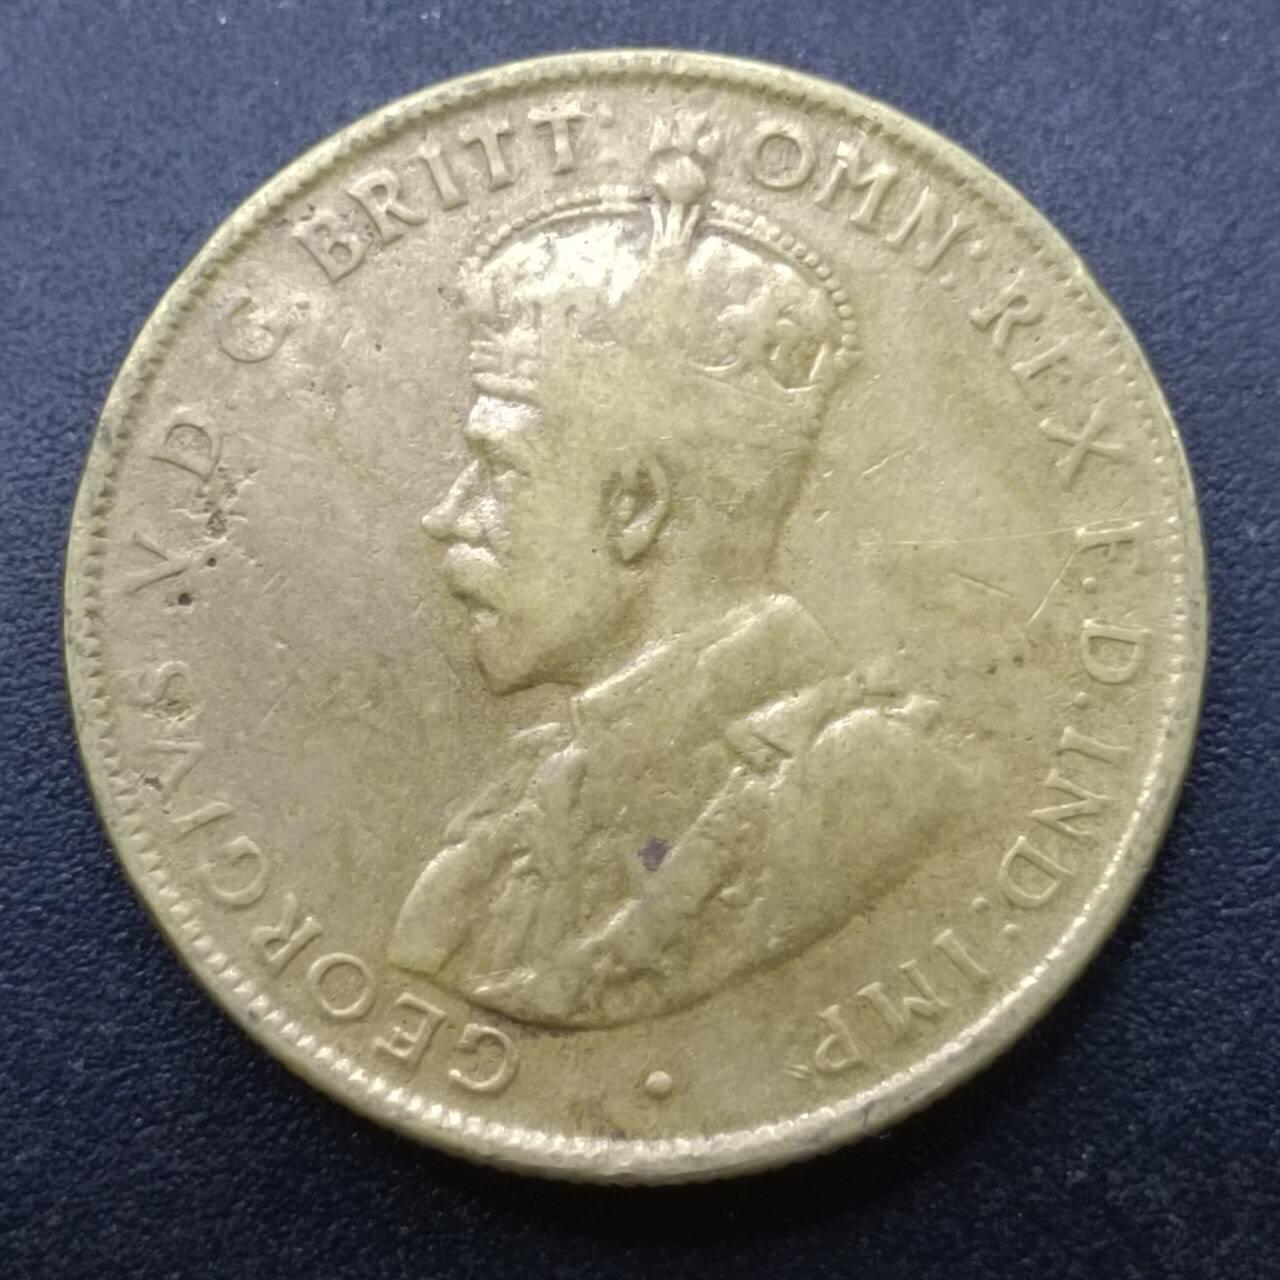 GEORGIVS V D.G. BRITT: OMN: REX F.D. IND: IMP: